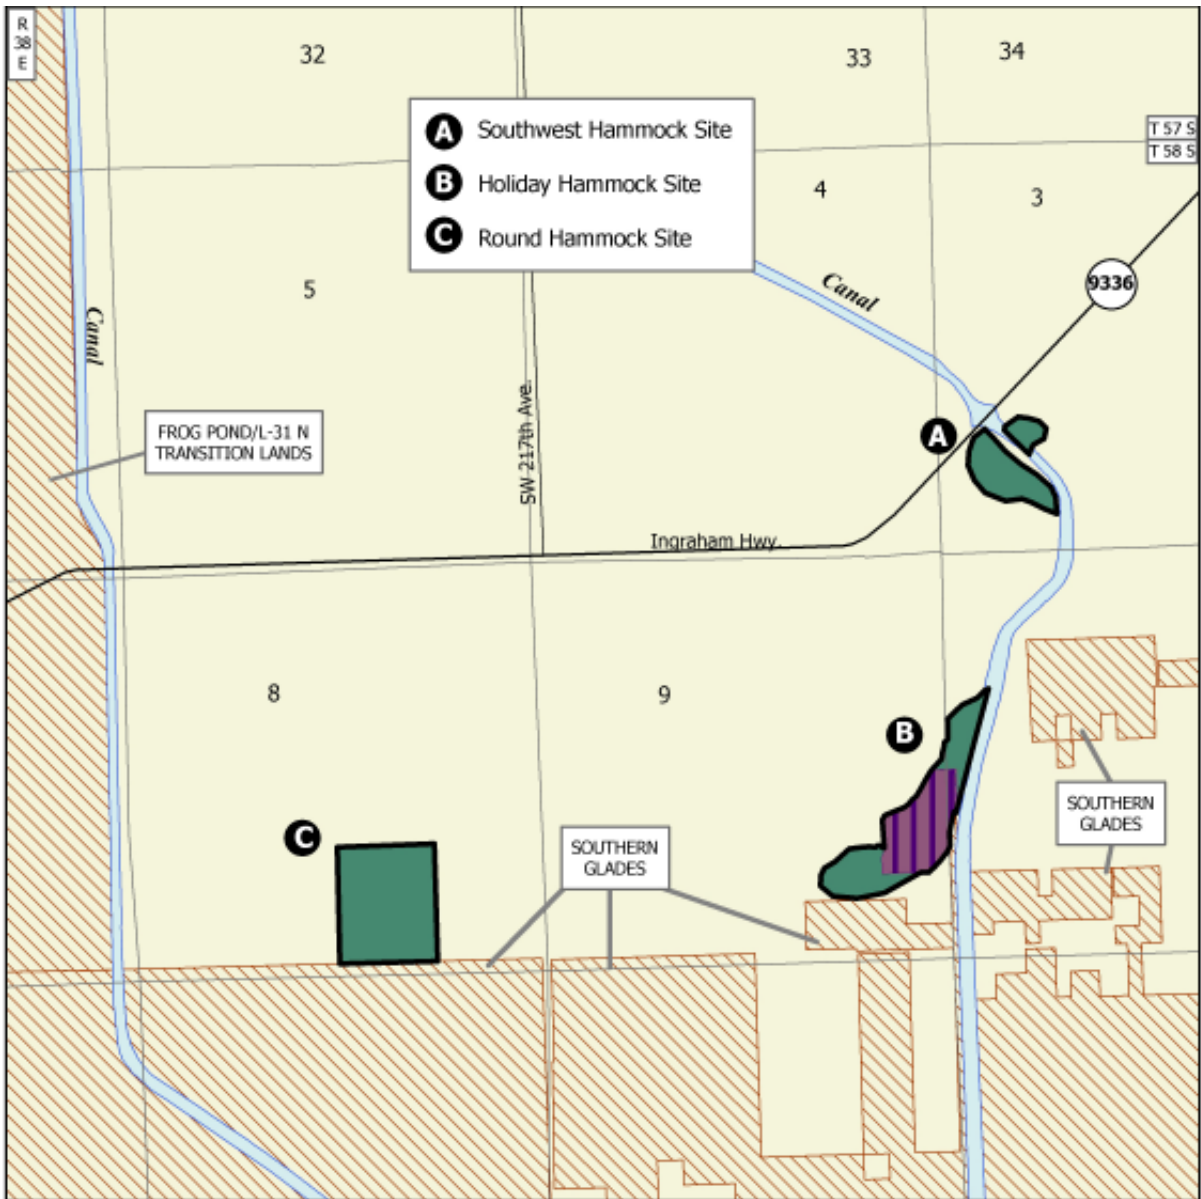 R
38
E
32
33
34
A Southwest Hammock Site
B Holiday Hammock Site
C Round Hammock Site
T 57 S
T 58 S
4
3
5
Canal
9336
Canal
SW 217th Ave.
FROG POND/L-31 N
TRANSITION LANDS
A
Ingraham Hwy.
8
9
B
SOUTHERN
GLADES
C
SOUTHERN
GLADES